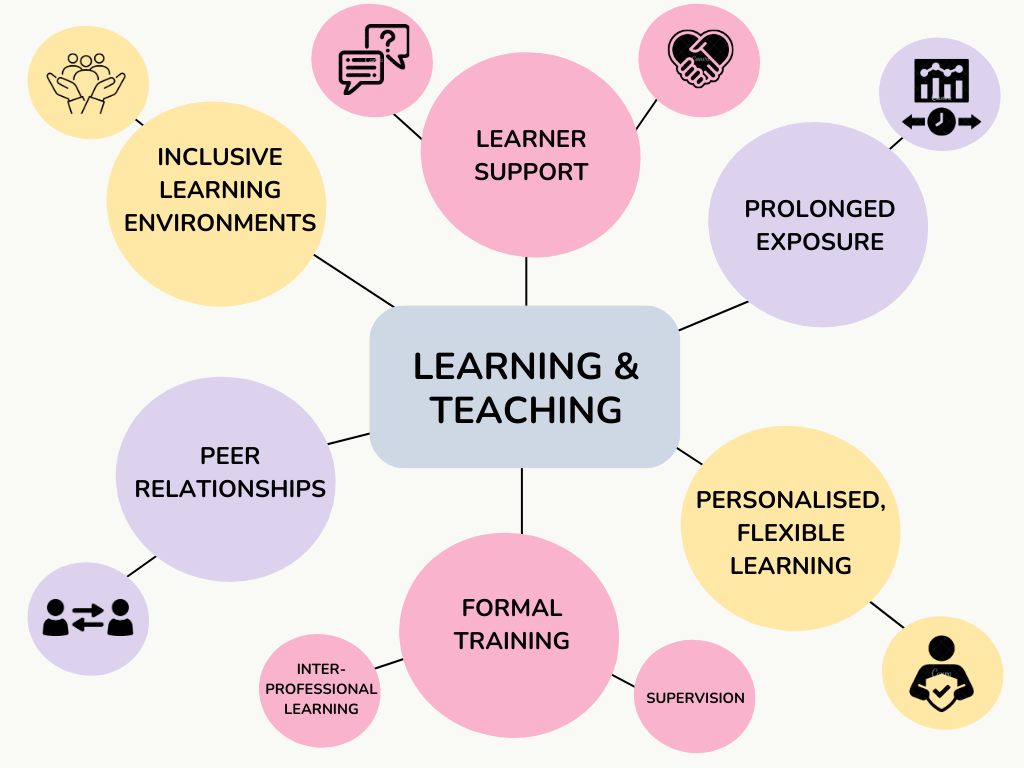 LEARNER
SUPPORT
INCLUSIVE
LEARNING
ENVIRONMENTS
PROLONGED
EXPOSURE
LEARNING &
TEACHING
PEER
RELATIONSHIPS
PERSONALISED,
FLEXIBLE
LEARNING
FORMAL
TRAINING
INTER-
PROFESSIONAL
LEARNING
SUPERVISION
?